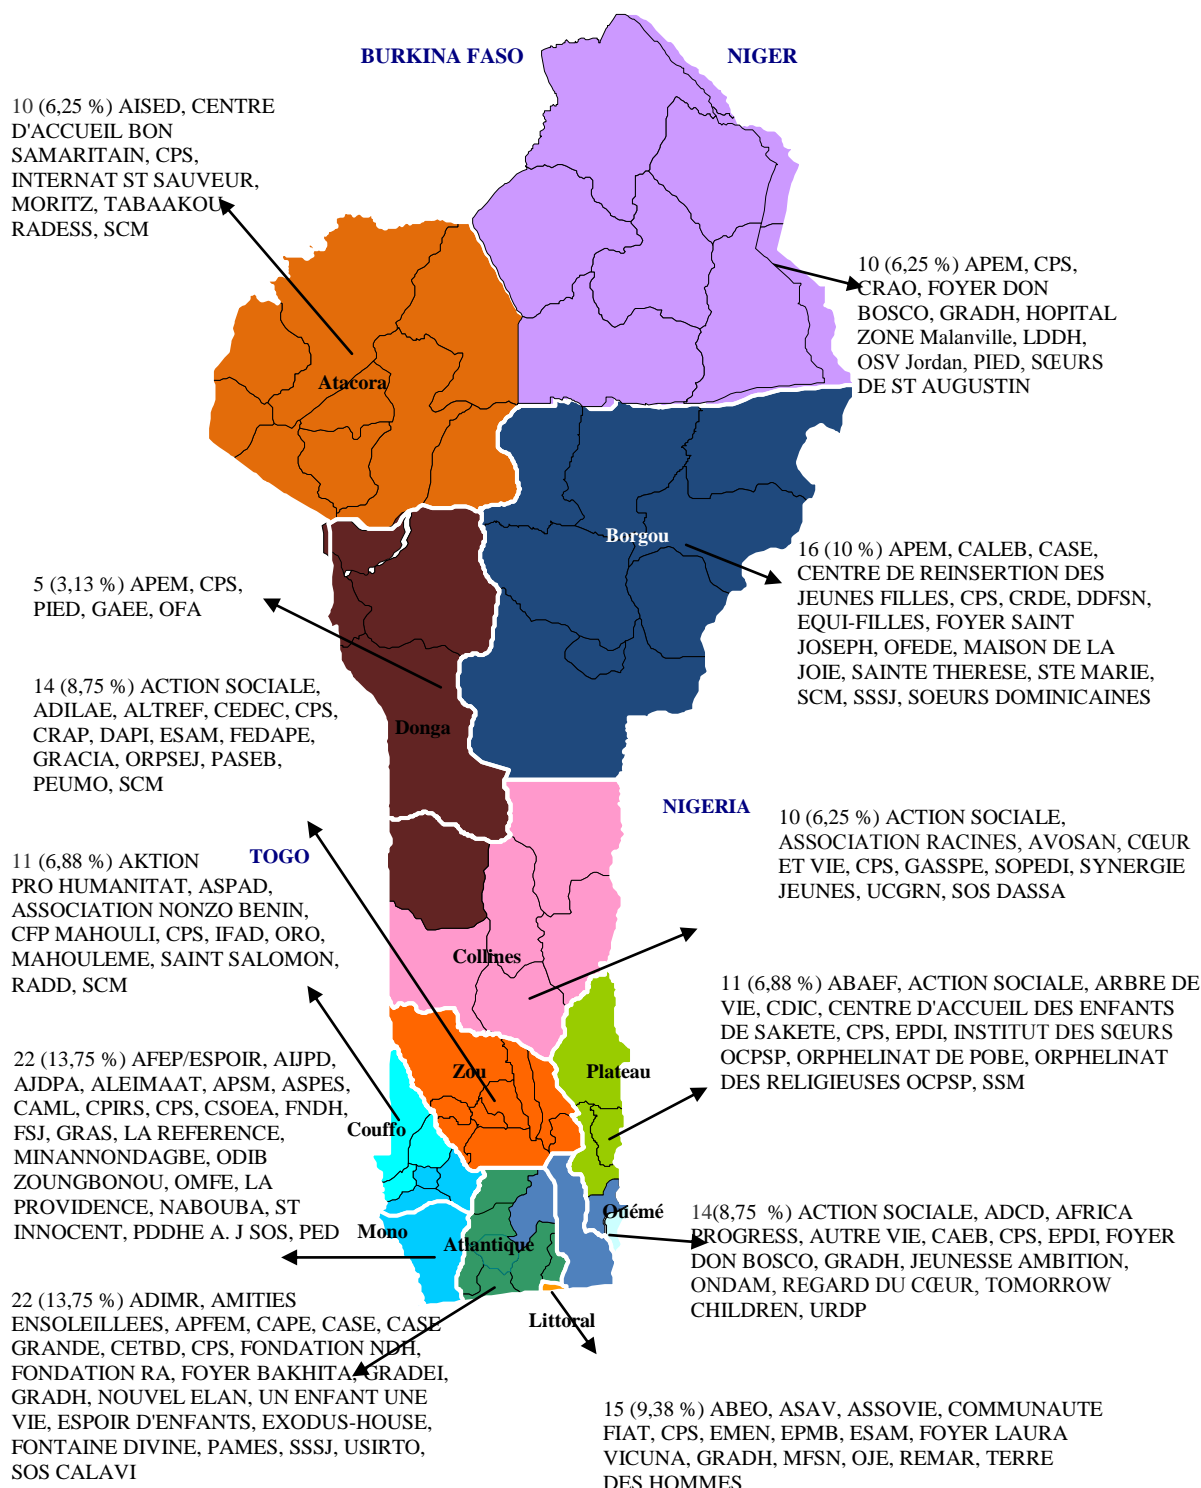 BURKINA FASO
NIGER
10 (6,25 %) AISED, CENTRE
D'ACCUEIL BON
SAMARITAIN, CPS,
INTERNAT ST SAUVEUR,
MORITZ, TABAAKOU
RADESS, SCM
10 (6,25 %) APEM, CPS,
CRAO, FOYER DON
BOSCO, GRADH, HOPITAL
ZONE Malanville, LDDH,
OSV Jordan, PIED, SŒURS
DE ST AUGUSTIN
Atacora
Borgou
16 (10 %) APEM, CALEB, CASE,
CENTRE DE REINSERTION DES
JEUNES FILLES, CPS, CRDE, DDFSN,
EQUI-FILLES, FOYER SAINT
JOSEPH, OFEDE, MAISON DE LA
JOIE, SAINTE THERESE, STE MARIE,
SCM, SSSJ, SOEURS DOMINICAINES
5 (3,13 %) APEM, CPS,
PIED, GAEE, OFA
14 (8,75 %) ACTION SOCIALE,
ADILAE, ALTREF, CEDEC, CPS,
CRAP, DAPI, ESAM, FEDAPE,
GRACIA, ORPSEJ, PASEB,
PEUMO, SCM
Donga
NIGERIA
10 (6,25 %) ACTION SOCIALE,
ASSOCIATION RACINES, AVOSAN, CŒUR
ET VIE, CPS, GASSPE, SOPEDI, SYNERGIE
JEUNES, UCGRN, SOS DASSA
TOGO
11 (6,88 %) AKTION
PRO HUMANITAT, ASPAD,
ASSOCIATION NONZO BENIN,
CFP MAHOULI, CPS, IFAD, ORO,
MAHOULEME, SAINT SALOMON,
RADD, SCM
Collines
11 (6,88 %) ABAEF, ACTION SOCIALE, ARBRE DE
VIE, CDIC, CENTRE D'ACCUEIL DES ENFANTS
DE SAKETE, CPS, EPDI, INSTITUT DES SŒURS
OCPSP, ORPHELINAT DE POBE, ORPHELINAT
DES RELIGIEUSES OCPSP, SSM
22 (13,75 %) AFEP/ESPOIR, AIJPD,
AJDPA, ALEIMAAT, APSM, ASPES,
CAML, CPIRS, CPS, CSOEA, FNDH,
FSJ, GRAS, LA REFERENCE,
MINANNONDAGBE, ODIB
ZOUNGBONOU, OMFE, LA
PROVIDENCE, NABOUBA, ST
INNOCENT, PDDHE A. J SOS, PED
Zou
Plateau
Couffo
Mono
Atlantique
Ouémé
Littoral
14(8,75 %) ACTION SOCIALE, ADCD, AFRICA
PROGRESS, AUTRE VIE, CAEB, CPS, EPDI, FOYER
DON BOSCO, GRADH, JEUNESSE AMBITION,
ONDAM, REGARD DU CŒUR, TOMORROW
CHILDREN, URDP
22 (13,75 %) ADIMR, AMITIES
ENSOLEILLEES, APFEM, CAPE, CASE, CASE
GRANDE, CETBD, CPS, FONDATION NDH,
FONDATION RA, FOYER BAKHITA, GRADEI,
GRADH, NOUVEL ELAN, UN ENFANT UNE
VIE, ESPOIR D'ENFANTS, EXODUS-HOUSE,
FONTAINE DIVINE, PAMES, SSSJ, USIRTO,
SOS CALAVI
15 (9,38 %) ABEO, ASAV, ASSOVIE, COMMUNAUTE
FIAT, CPS, EMEN, EPMB, ESAM, FOYER LAURA
VICUNA, GRADH, MFSN, OJE, REMAR, TERRE
DES HOMMES